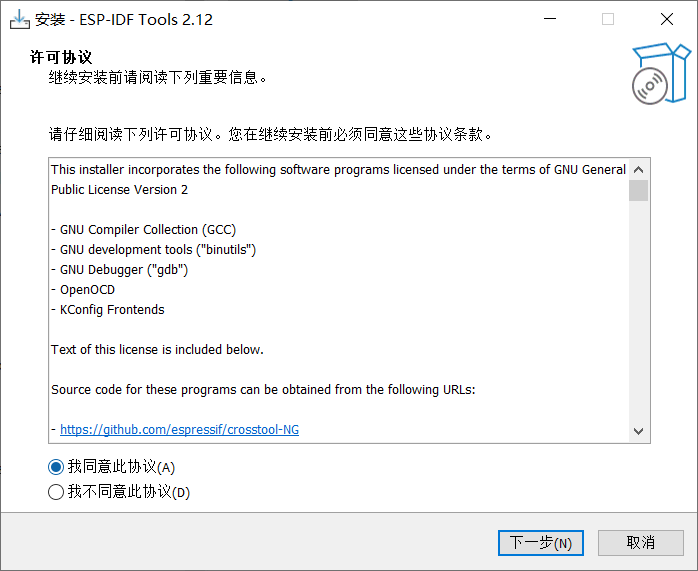 安装 - ESP-IDF Tools 2.12
许可协议
继续安装前请阅读下列重要信息。
请仔细阅读下列许可协议。您在继续安装前必须同意这些协议条款。
This installer incorporates the following software programs licensed under the terms of GNU General
Public License Version 2
- GNU Compiler Collection (GCC)
- GNU development tools ("binutils")
- GNU Debugger ("gdb")
- OpenOCD
- KConfig Frontends
Text of this license is included below.
Source code for these programs can be obtained from the following URLs:
- https://github.com/espressif/crosstool-NG
我同意此协议(A)
我不同意此协议(D)
下一步(N)
取消